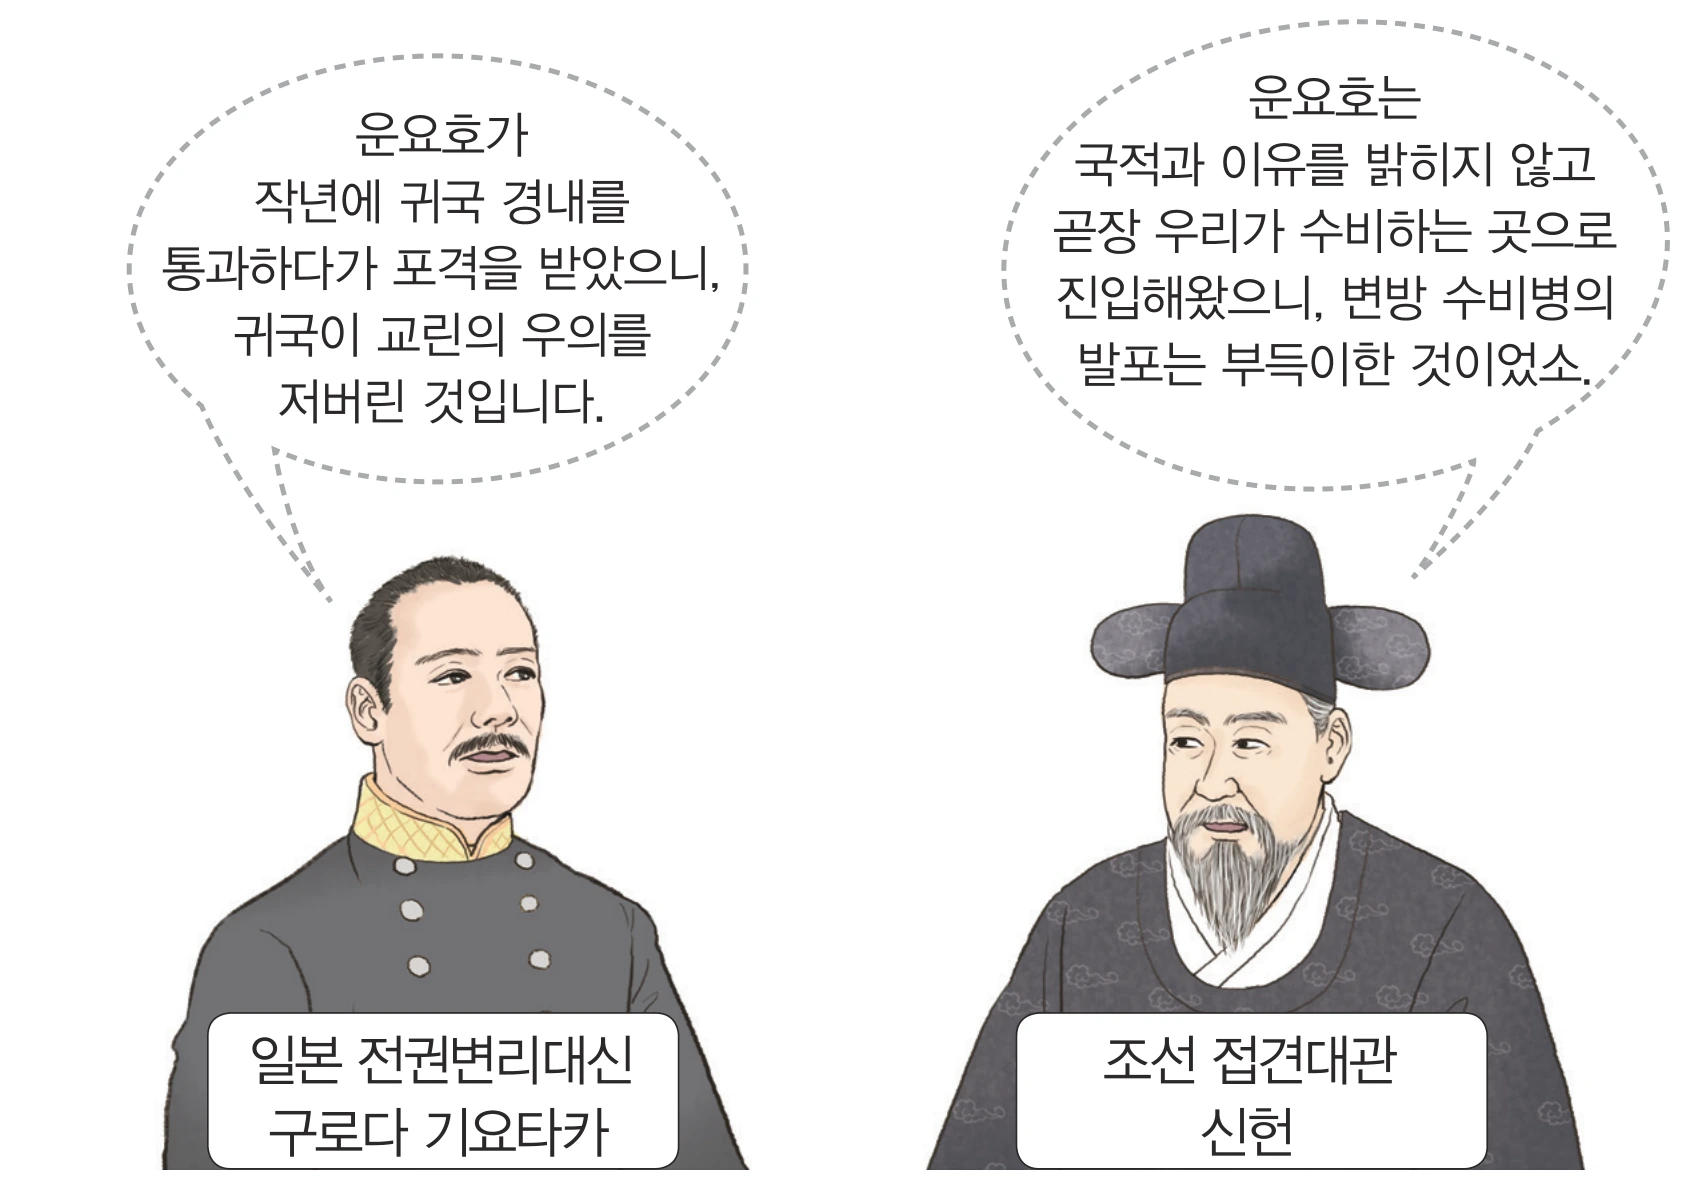 운요호가
작년에 귀국 경내를
통과하다가 포격을 받았으니,
귀국이 교린의 우의를
저버린 것입니다.
운요호는
국적과 이유를 밝히지 않고
곧장 우리가 수비하는 곳으로
진입해왔으니, 변방 수비병의
발포는 부득이한 것이었소.
일본 전권변리대신
구로다 기요타카
조선 접견대관
신헌